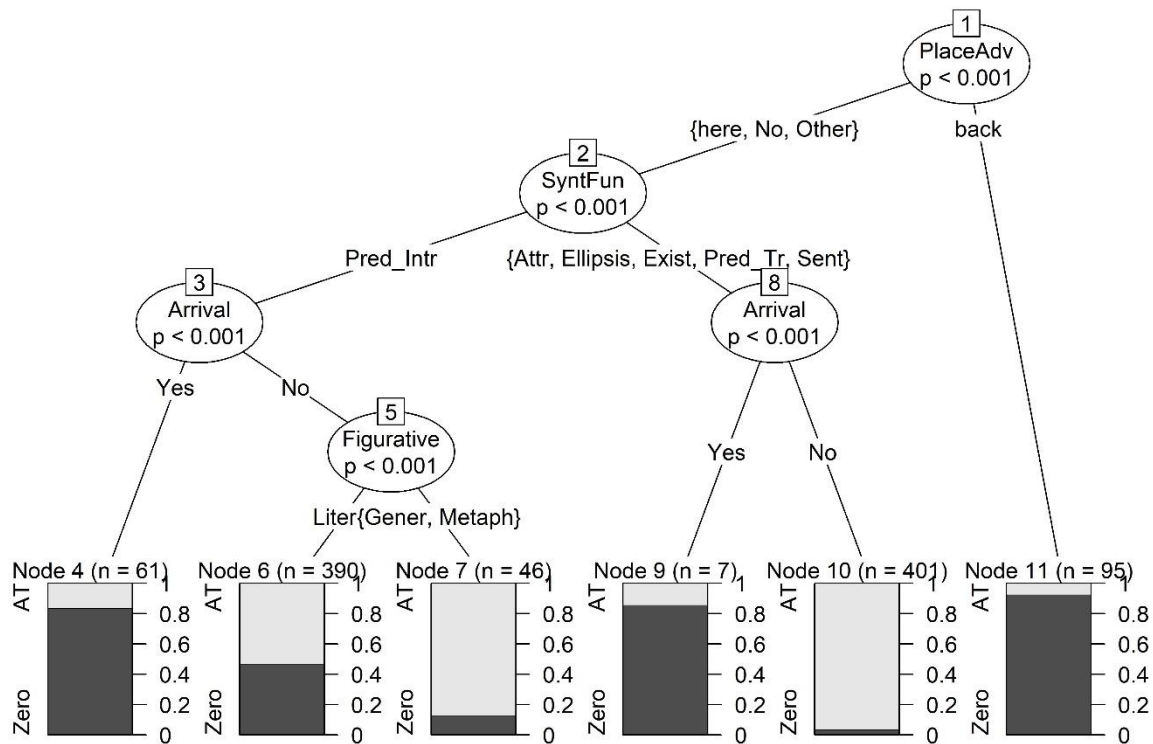 1
PlaceAdv
p < 0.001
{here, No, Other}
back
2
SyntFun
p < 0.001
Pred_Intr
{Attr, Ellipsis, Exist, Pred_Tr, Sent}
3
Arrival
p < 0.001
8
Arrival
p < 0.001
Yes
No
5
Figurative
p < 0.001
Yes
No
Liter{Gener, Metaph}
Node 4 (n = 61)
Node 6 (n = 390)
Node 7 (n = 46)
Node 9 (n = 7)
Node 10 (n = 401)
Node 11 (n = 95)
AT
Zero
1
0.8
0.6
0.4
0.2
0
AT
Zero
1
0.8
0.6
0.4
0.2
0
AT
Zero
1
0.8
0.6
0.4
0.2
0
AT
Zero
1
0.8
0.6
0.4
0.2
0
AT
Zero
1
0.8
0.6
0.4
0.2
0
AT
Zero
1
0.8
0.6
0.4
0.2
0